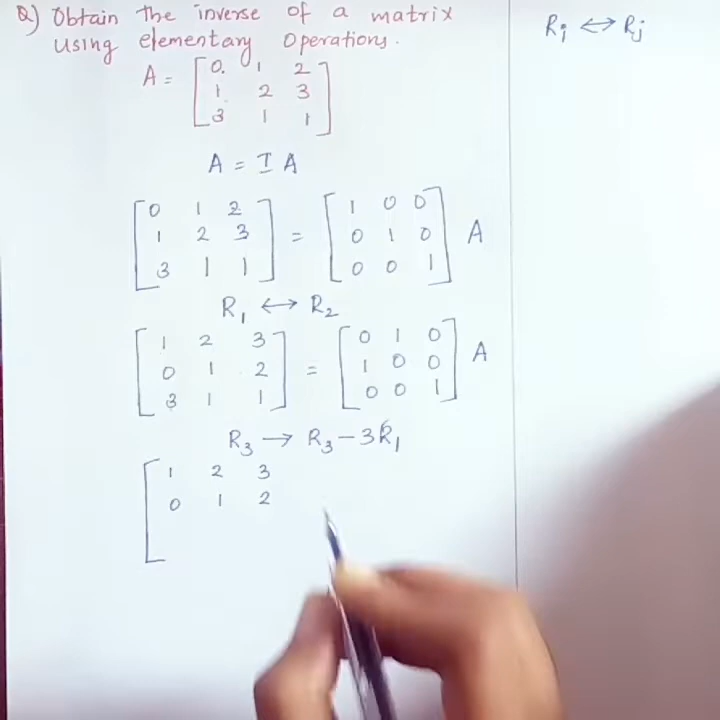 Q) Obtain the inverse of a matrix
using elementary Operations.
A = [0 1 2
1 2 3
3 1 1]
A = I A
[0 1 2
1 2 3
3 1 1] = [1 0 0
0 1 0
0 0 1] A
R₁ ↔ R₂
[1 2 3
0 1 2
3 1 1] = [0 1 0
1 0 0
0 0 1] A
R₃ → R₃ − 3R₁
[1 2 3
0 1 2
Rᵢ ↔ Rⱼ